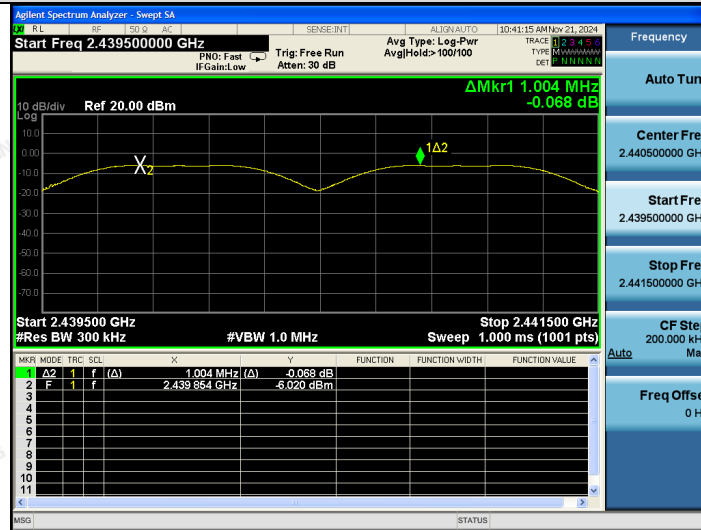 Agilent Spectrum Analyzer - Swept SA
LXI RL RF 50 Ω AC SENSE:INT ALIGN AUTO 10:41:15 AM Nov 21, 2024
Start Freq 2.439500000 GHz
PNO: Fast
IFGain:Low
Trig: Free Run
Atten: 30 dB
Avg Type: Log-Pwr
Avg|Hold:>100/100
TRACE 1 2 3 4 5 6
TYPE M
DET P N N N N N
ΔMkr1 1.004 MHz
-0.068 dB
10 dB/div Ref 20.00 dBm
Log
10.0
0.00
-10.0
-20.0
-30.0
-40.0
-50.0
-60.0
-70.0
2
1Δ2
Start 2.439500 GHz Stop 2.441500 GHz
#Res BW 300 kHz #VBW 1.0 MHz Sweep 1.000 ms (1001 pts)
MKR MODE TRC SCL X Y FUNCTION FUNCTION WIDTH FUNCTION VALUE
1 Δ2 1 f (Δ) 1.004 MHz (Δ) -0.068 dB
2 F 1 f 2.439 854 GHz -6.020 dBm
3
4
5
6
7
8
9
10
11
MSG STATUS
Frequency
Auto Tun
Center Fre
2.440500000 GH
Start Fre
2.439500000 GH
Stop Fre
2.441500000 GH
CF Ste
200.000 kH
Auto Ma
Freq Offse
0 H